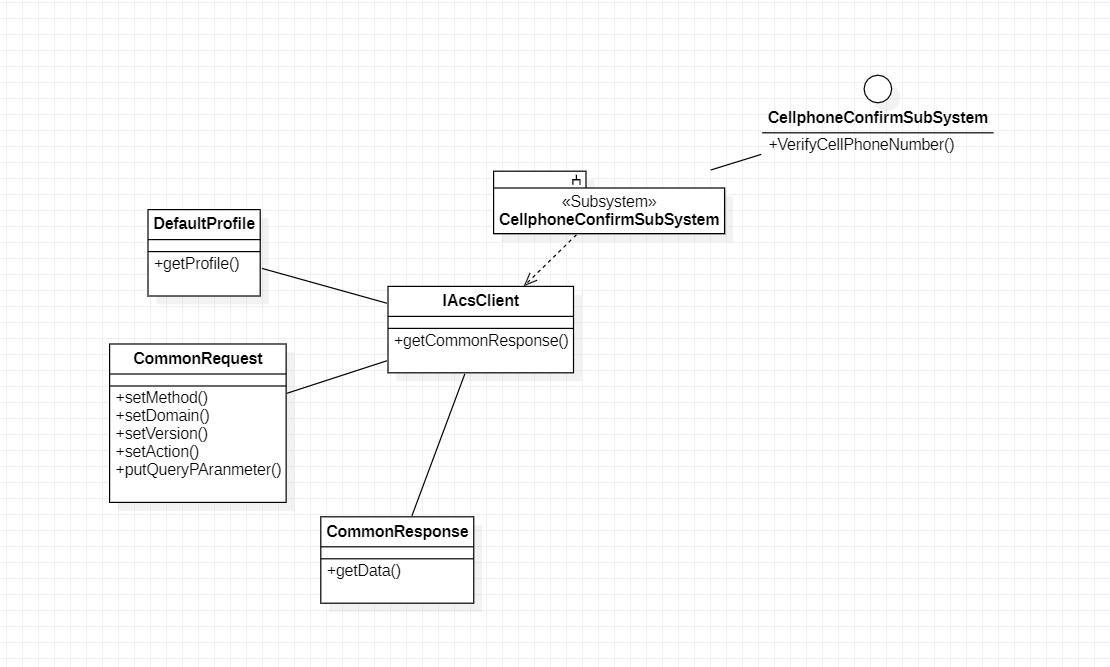 CellphoneConfirmSubSystem
+VerifyCellPhoneNumber()
«Subsystem»
CellphoneConfirmSubSystem
DefaultProfile
+getProfile()
IAcsClient
+getCommonResponse()
CommonRequest
+setMethod()
+setDomain()
+setVersion()
+setAction()
+putQueryPAranmeter()
CommonResponse
+getData()